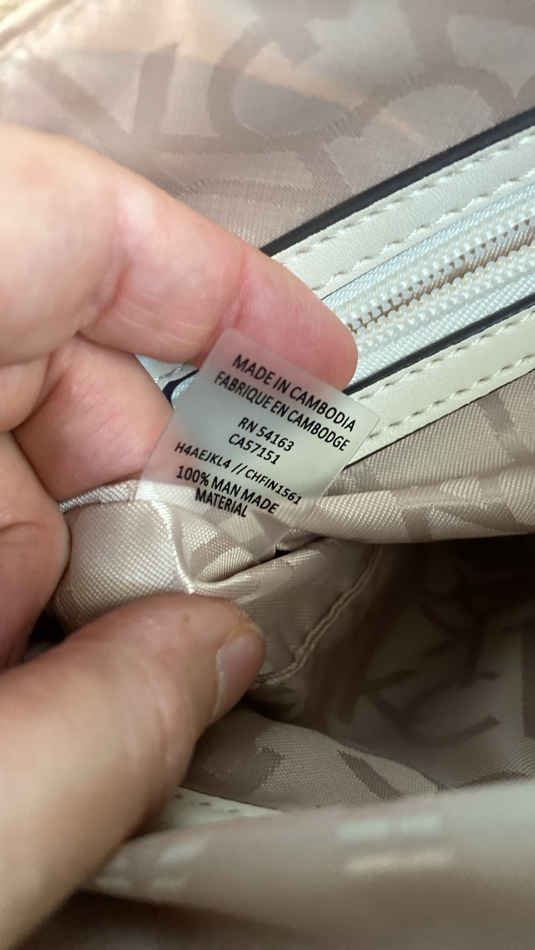 MADE IN CAMBODIA
FABRIQUE EN CAMBODGE
RN 54163
CA57151
H4AEJKL4 // CHFIN1561
100% MAN MADE
MATERIAL